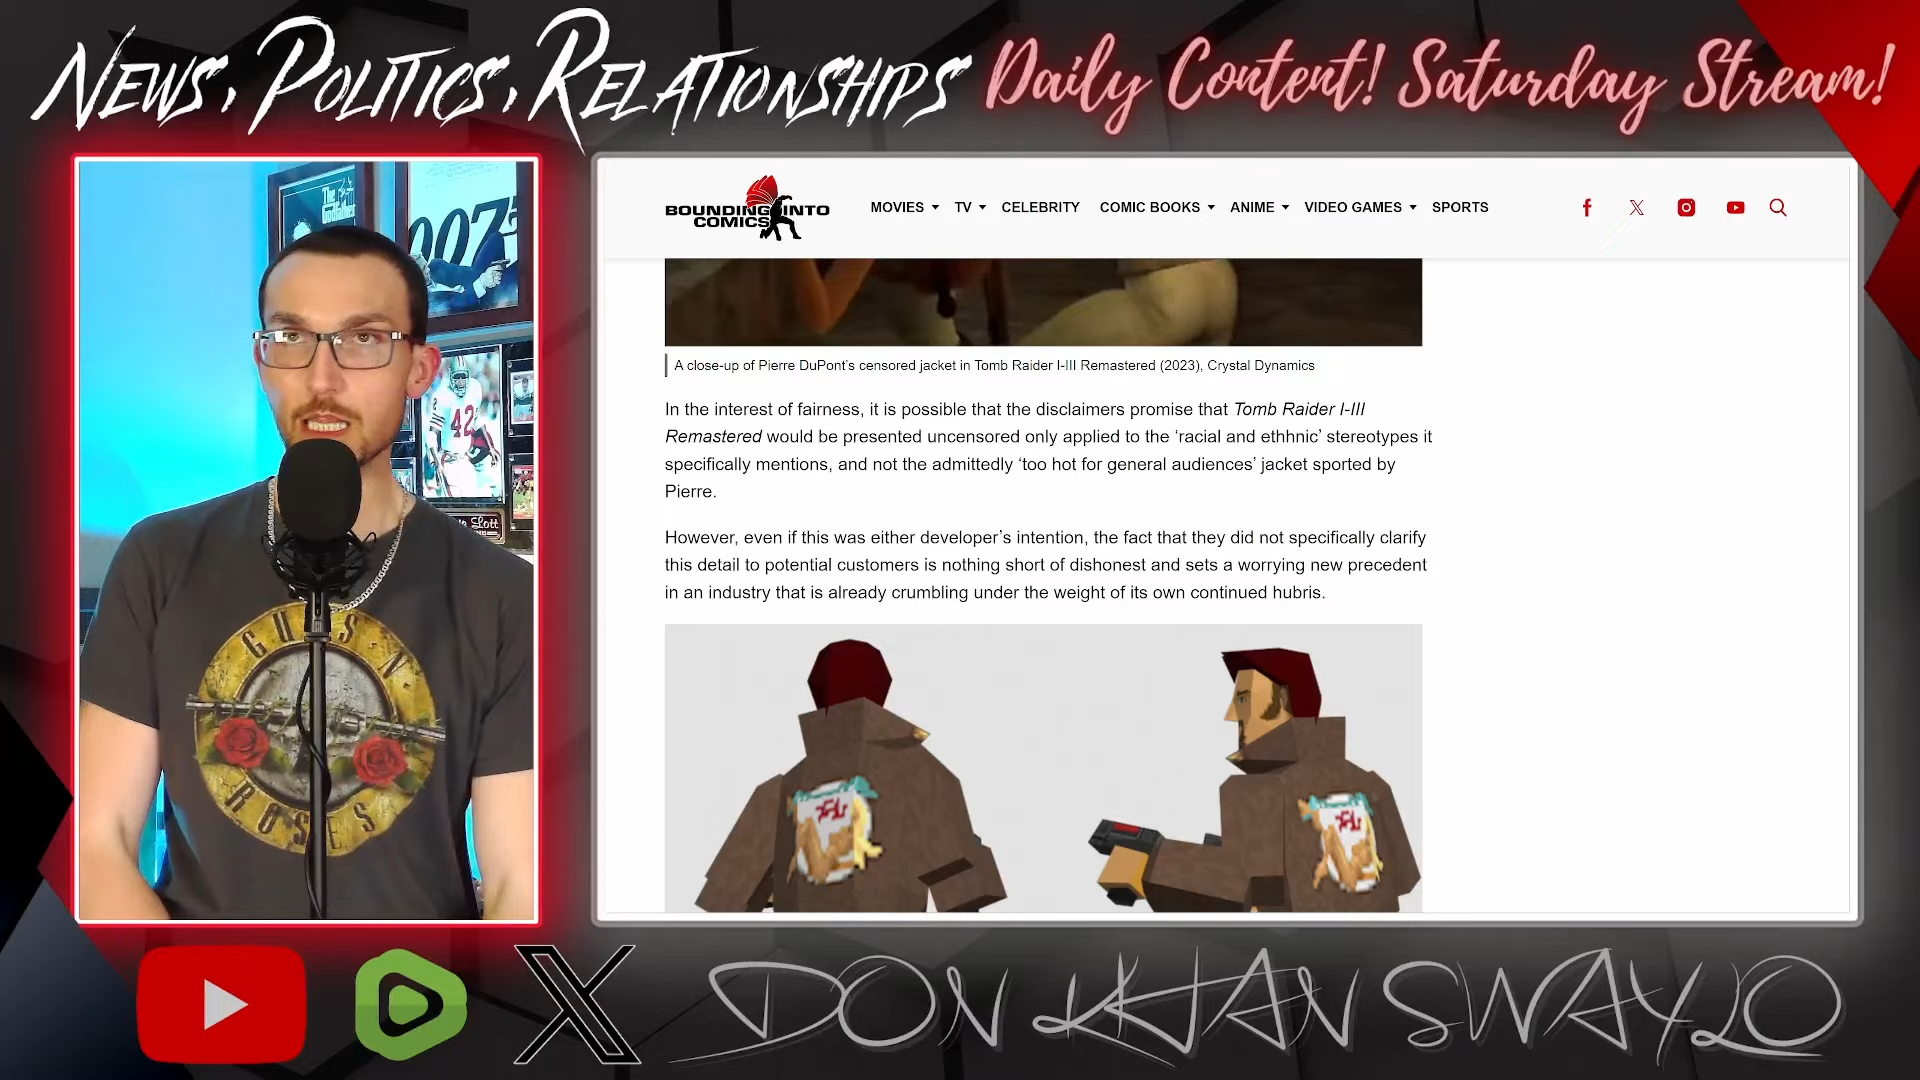 News, Politics, Relationships Daily Content! Saturday Stream!
The
Godfather
007
42
Slott
GUNS N
ROSES
BOUNDING INTO
COMICS
MOVIES TV CELEBRITY COMIC BOOKS ANIME VIDEO GAMES SPORTS
A close-up of Pierre DuPont's censored jacket in Tomb Raider I-III Remastered (2023), Crystal Dynamics
In the interest of fairness, it is possible that the disclaimers promise that Tomb Raider I-III
Remastered would be presented uncensored only applied to the ‘racial and ethhnic’ stereotypes it
specifically mentions, and not the admittedly ‘too hot for general audiences’ jacket sported by
Pierre.
However, even if this was either developer’s intention, the fact that they did not specifically clarify
this detail to potential customers is nothing short of dishonest and sets a worrying new precedent
in an industry that is already crumbling under the weight of its own continued hubris.
DON KHAN SWAYLO